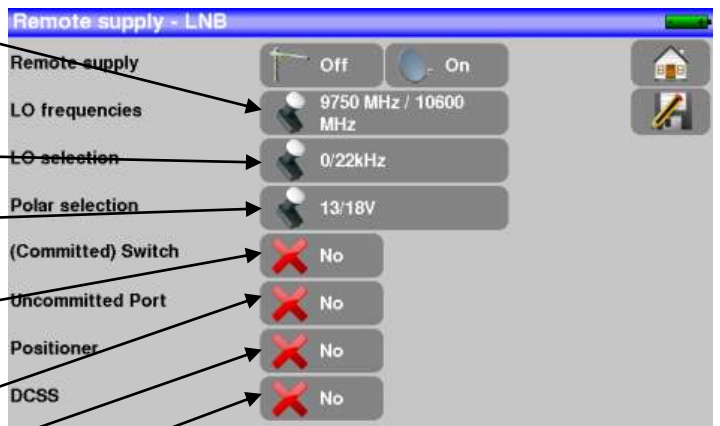 Remote supply - LNB
Remote supply
Off
On
LO frequencies
9750 MHz / 10600
MHz
LO selection
0/22kHz
Polar selection
13/18V
(Committed) Switch
No
Uncommitted Port
No
Positioner
No
DCSS
No